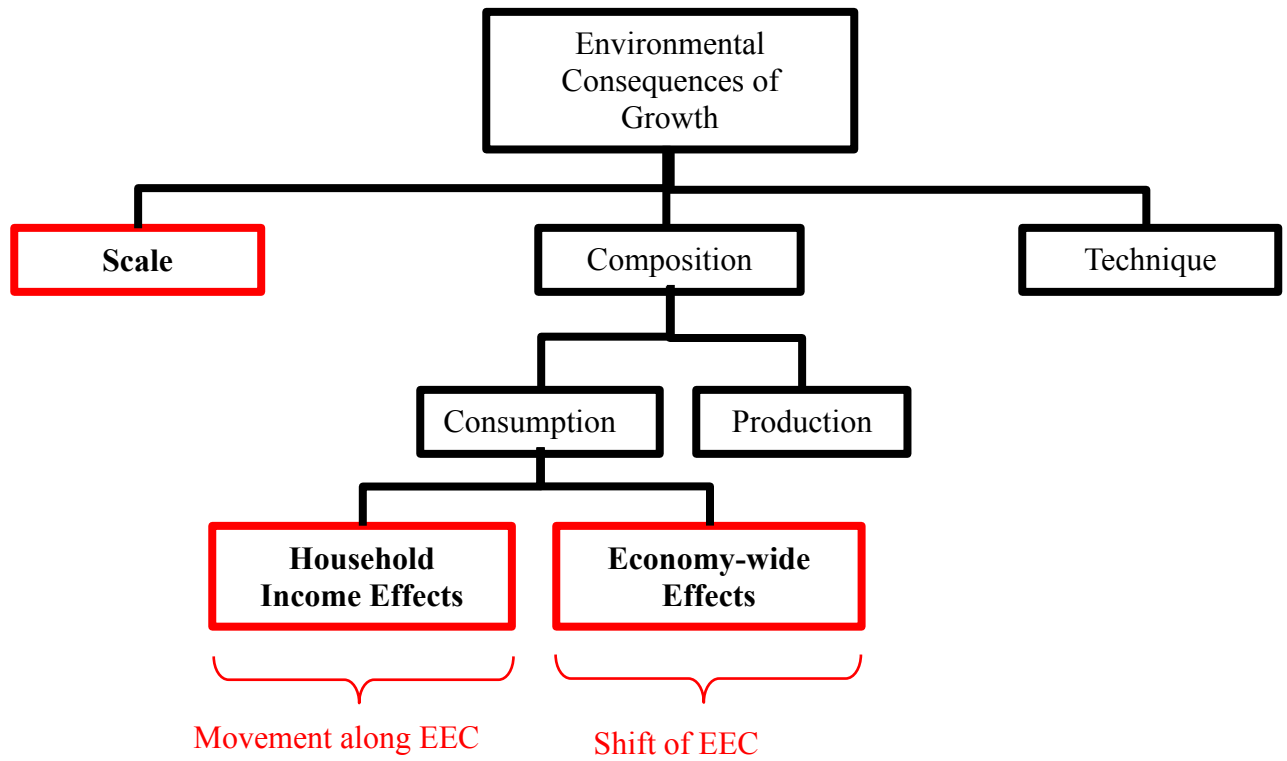 Environmental
Consequences of
Growth
Scale
Composition
Technique
Consumption
Production
Household
Income Effects
Economy-wide
Effects
Movement along EEC
Shift of EEC